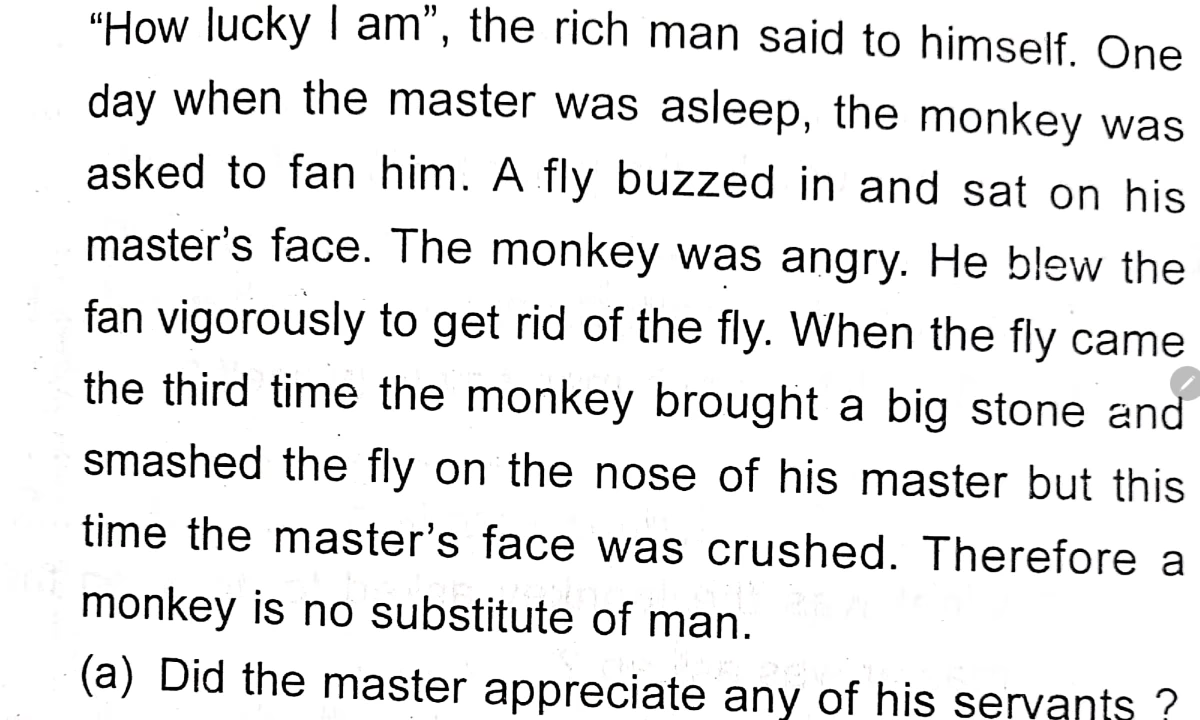 “How lucky I am”, the rich man said to himself. One
day when the master was asleep, the monkey was
asked to fan him. A fly buzzed in and sat on his
master’s face. The monkey was angry. He blew the
fan vigorously to get rid of the fly. When the fly came
the third time the monkey brought a big stone and
smashed the fly on the nose of his master but this
time the master’s face was crushed. Therefore a
monkey is no substitute of man.
(a) Did the master appreciate any of his servants ?